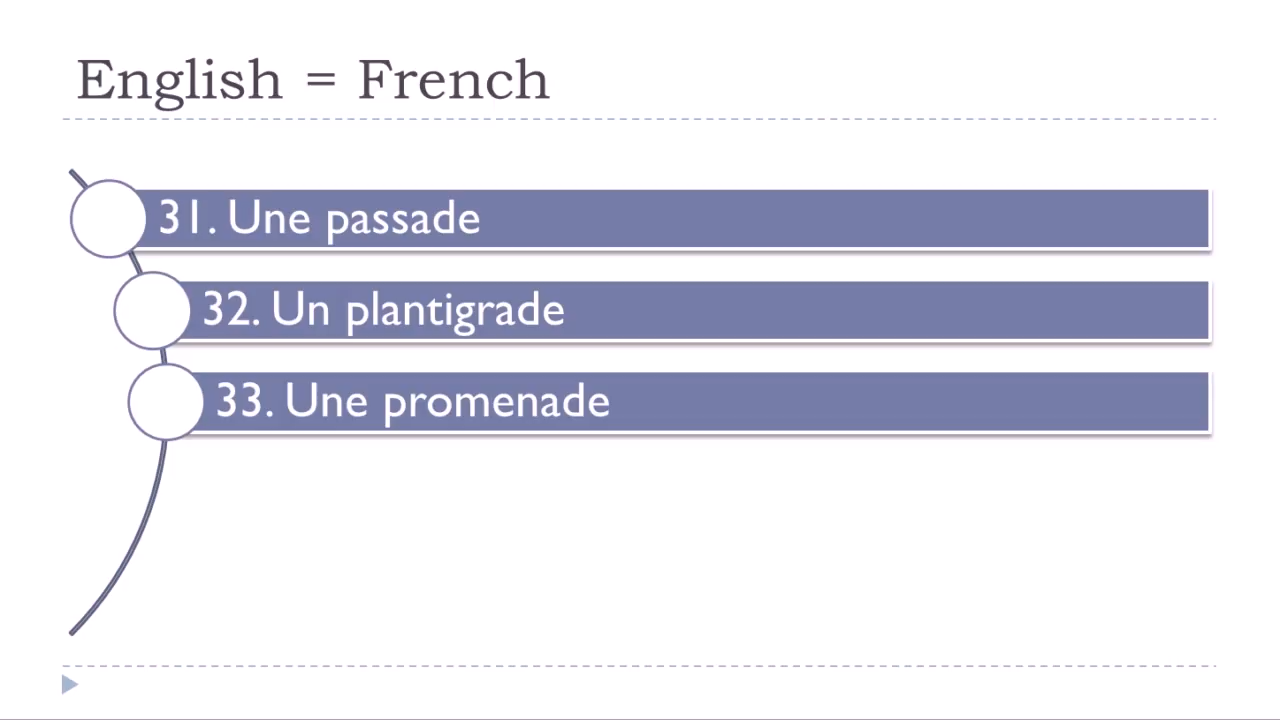 English = French
31. Une passade
32. Un plantigrade
33. Une promenade